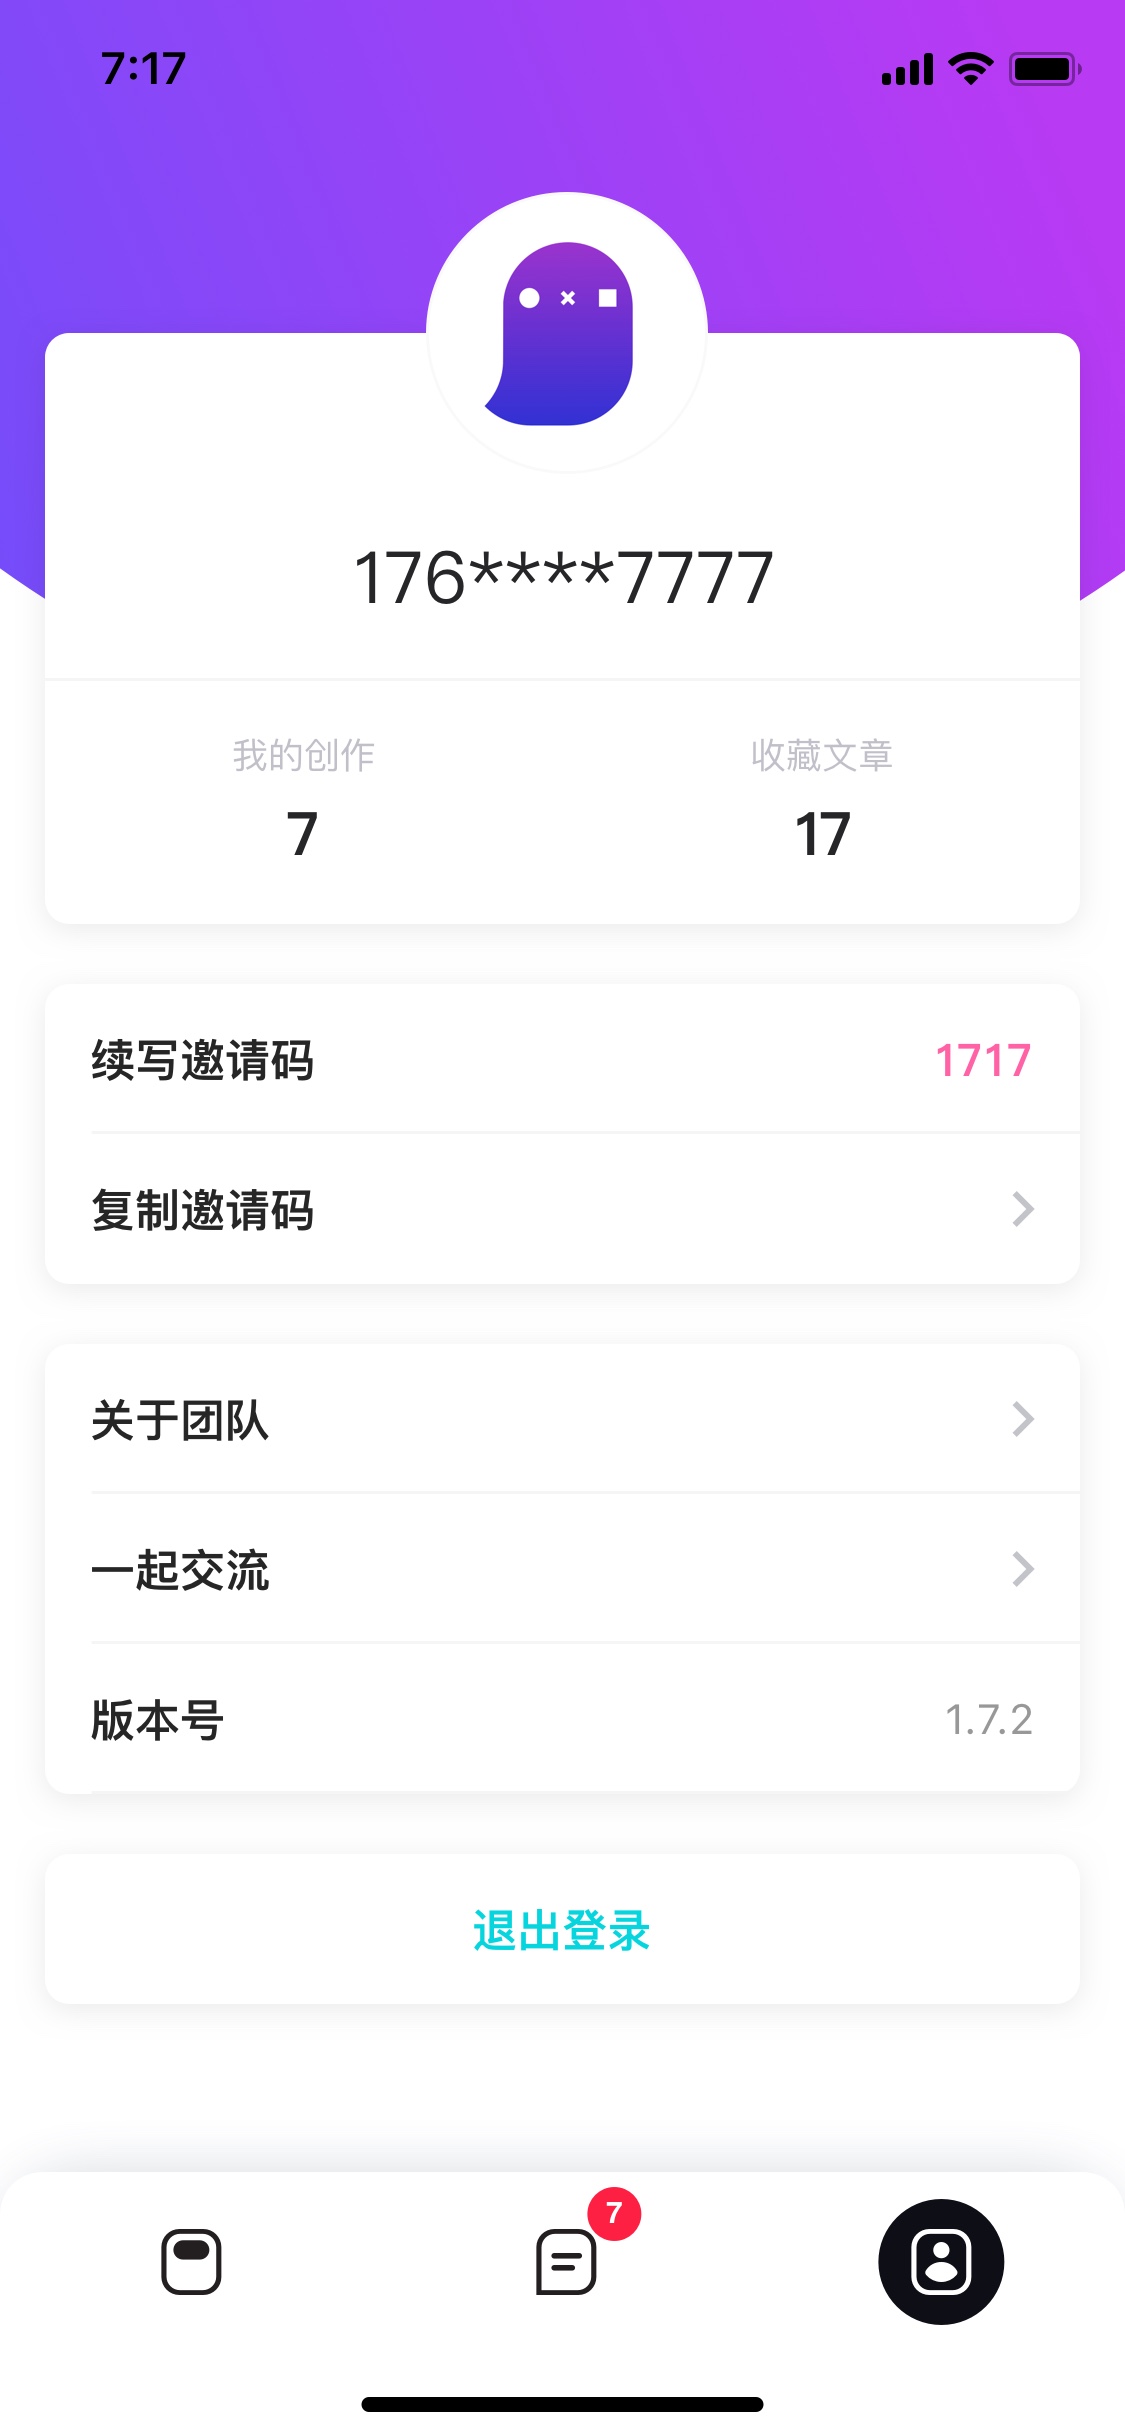 7:17
176****7777
我的创作
收藏文章
7
17
续写邀请码
1717
复制邀请码
关于团队
一起交流
版本号
1.7.2
退出登录
7